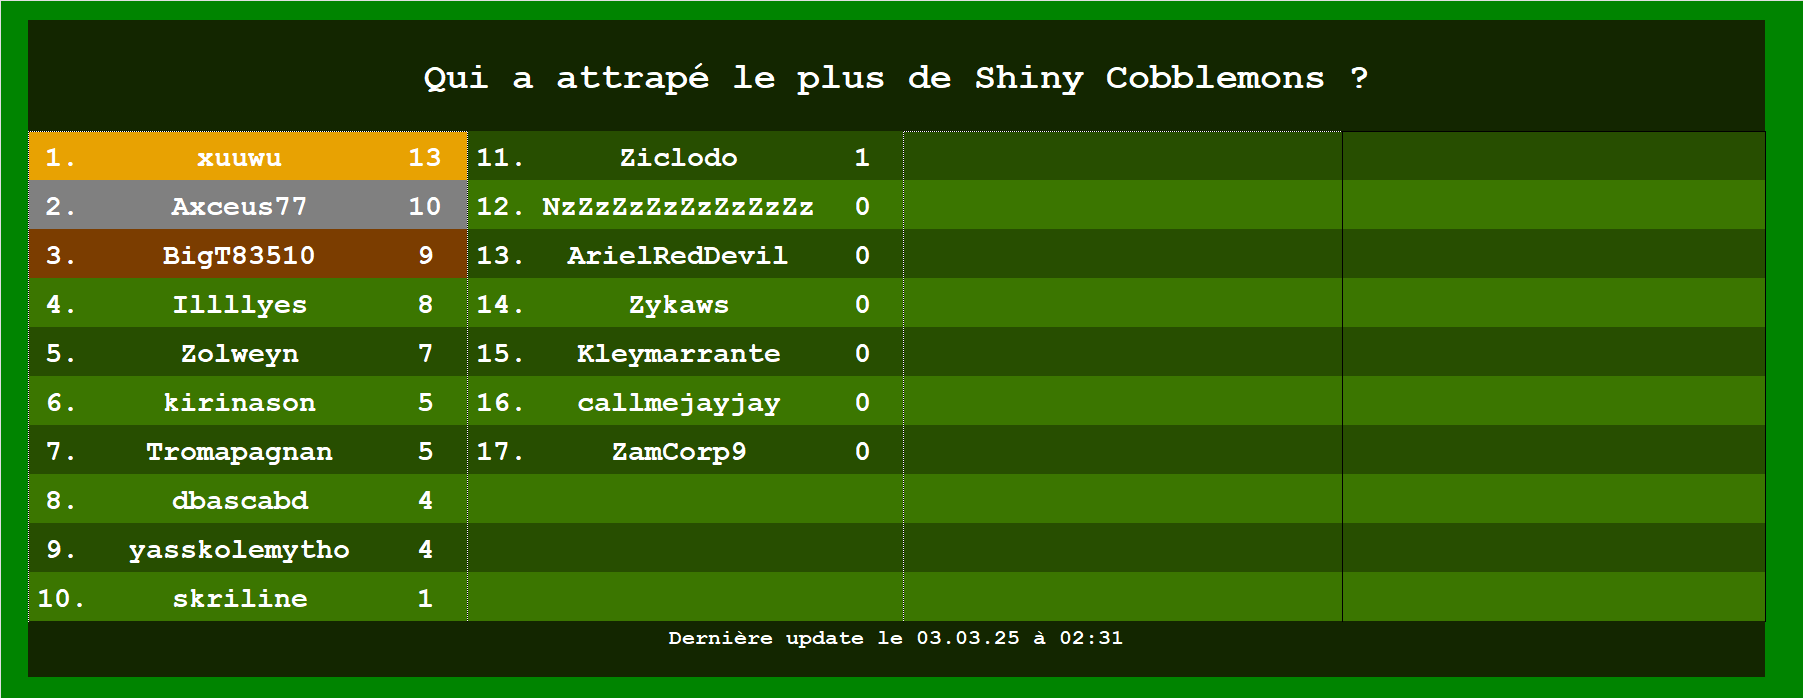 Qui a attrapé le plus de Shiny Cobblemons ?
1. xuuwu 13
2. Axceus77 10
3. BigT83510 9
4. Illllyes 8
5. Zolweyn 7
6. kirinason 5
7. Tromapagnan 5
8. dbascabd 4
9. yasskolemytho 4
10. skriline 1
11. Ziclodo 1
12. NzZzZzZzZzZzZzZz 0
13. ArielRedDevil 0
14. Zykaws 0
15. Kleymarrante 0
16. callmejayjay 0
17. ZamCorp9 0
Dernière update le 03.03.25 à 02:31